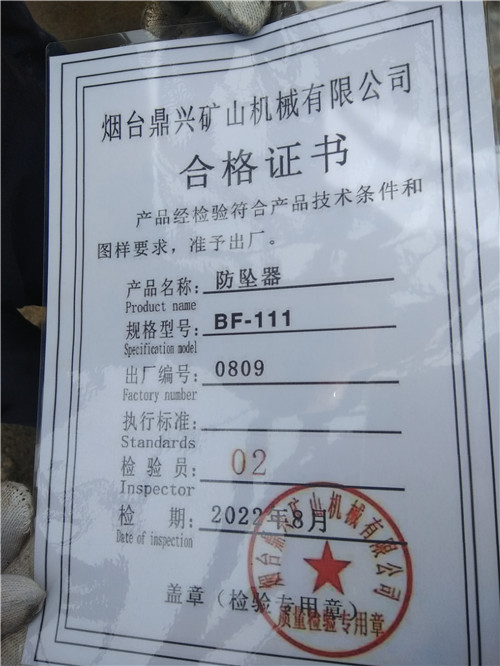 烟台鼎兴矿山机械有限公司
合格证书
产品经检验符合产品技术条件和
图样要求，准予出厂。
产品名称：防坠器
Product name
规格型号：BF-111
Specification model
出厂编号：0809
Factory number
执行标准：
Standards
检验员：02
Inspector
检期：2022年8月
Date of inspection
盖章（检验专用章）
烟台鼎兴矿山机械有限公司
质量检验专用章